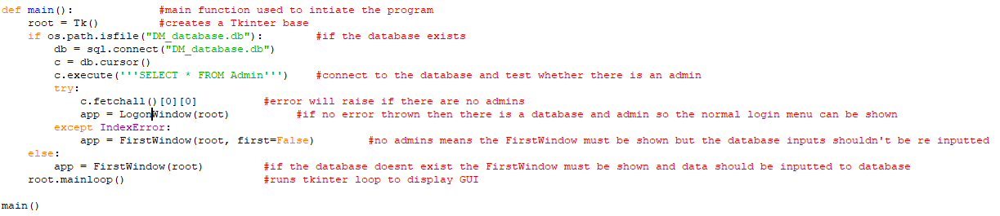 def main():             #main function used to intiate the program
    root = Tk()         #creates a Tkinter base
    if os.path.isfile("DM_database.db"):        #if the database exists
        db = sql.connect("DM_database.db")
        c = db.cursor()
        c.execute('''SELECT * FROM Admin''')    #connect to the database and test whether there is an admin
        try:
            c.fetchall()[0][0]          #error will raise if there are no admins
            app = LogonWindow(root)          #if no error thrown then there is a database and admin so the normal login menu can be shown
        except IndexError:
            app = FirstWindow(root, first=False)        #no admins means the FirstWindow must be shown but the database inputs shouldn't be re inputted
    else:
        app = FirstWindow(root)         #if the database doesnt exist the FirstWindow must be shown and data should be inputted to database
    root.mainloop()                     #runs tkinter loop to display GUI

main()